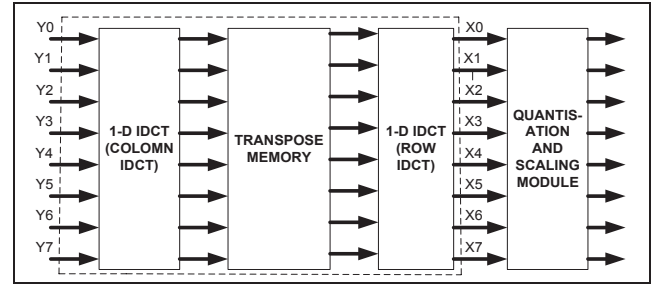 Y0
Y1
Y2
Y3
Y4
Y5
Y6
Y7
1-D IDCT
(COLOMN
IDCT)
TRANSPOSE
MEMORY
1-D IDCT
(ROW
IDCT)
X0
X1
X2
X3
X4
X5
X6
X7
QUANTIS-
ATION
AND
SCALING
MODULE